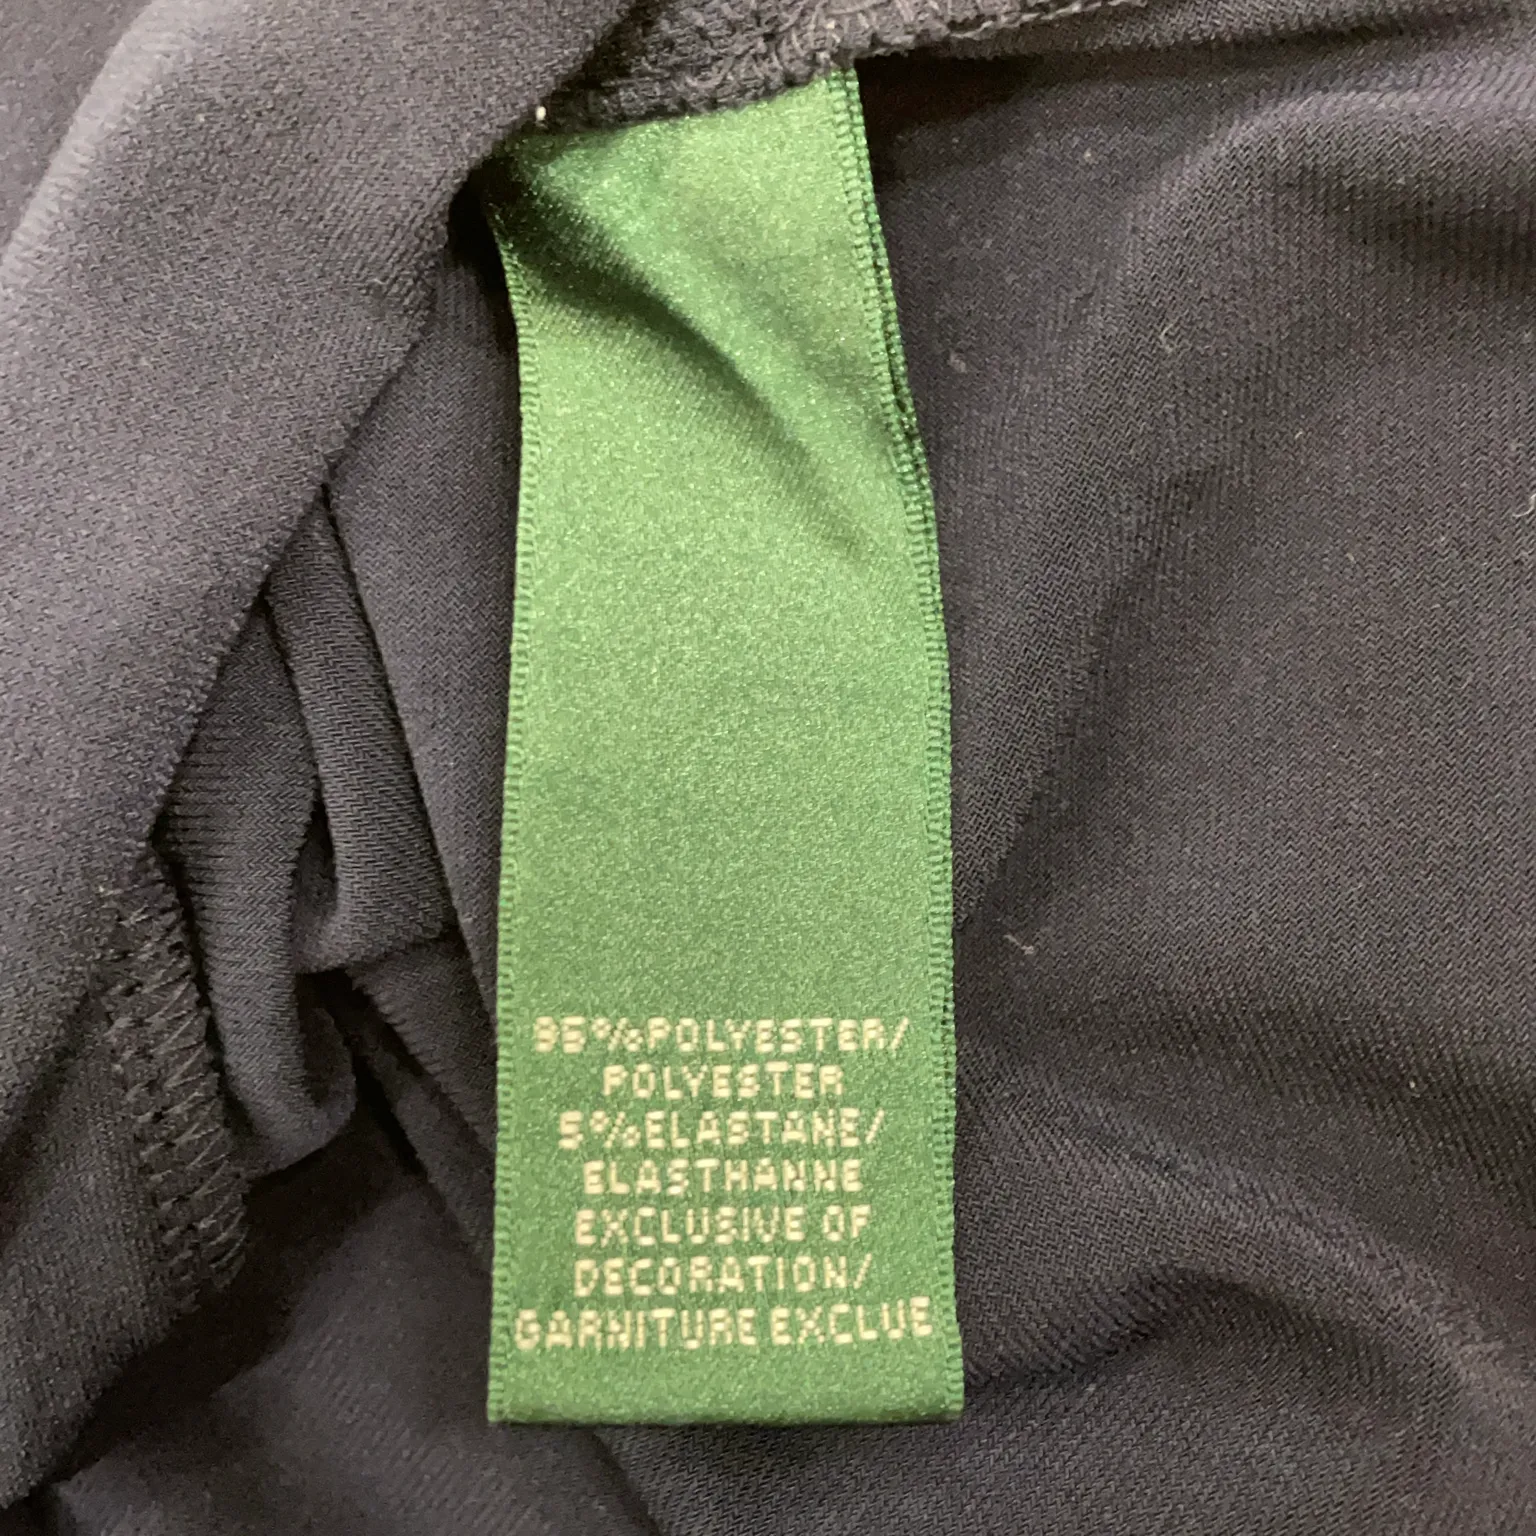 95%POLYESTER/
POLYESTER
5%ELASTANE/
ELASTHANNE
EXCLUSIVE OF
DECORATION/
GARNITURE EXCLUE